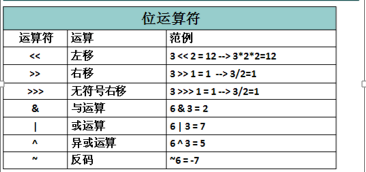 位运算符
运算符 运算 范例
<< 左移 3 << 2 = 12 --> 3*2*2=12
>> 右移 3 >> 1 = 1 --> 3/2=1
>>> 无符号右移 3 >>> 1 = 1 --> 3/2=1
& 与运算 6 & 3 = 2
| 或运算 6 | 3 = 7
^ 异或运算 6 ^ 3 = 5
~ 反码 ~6 = -7